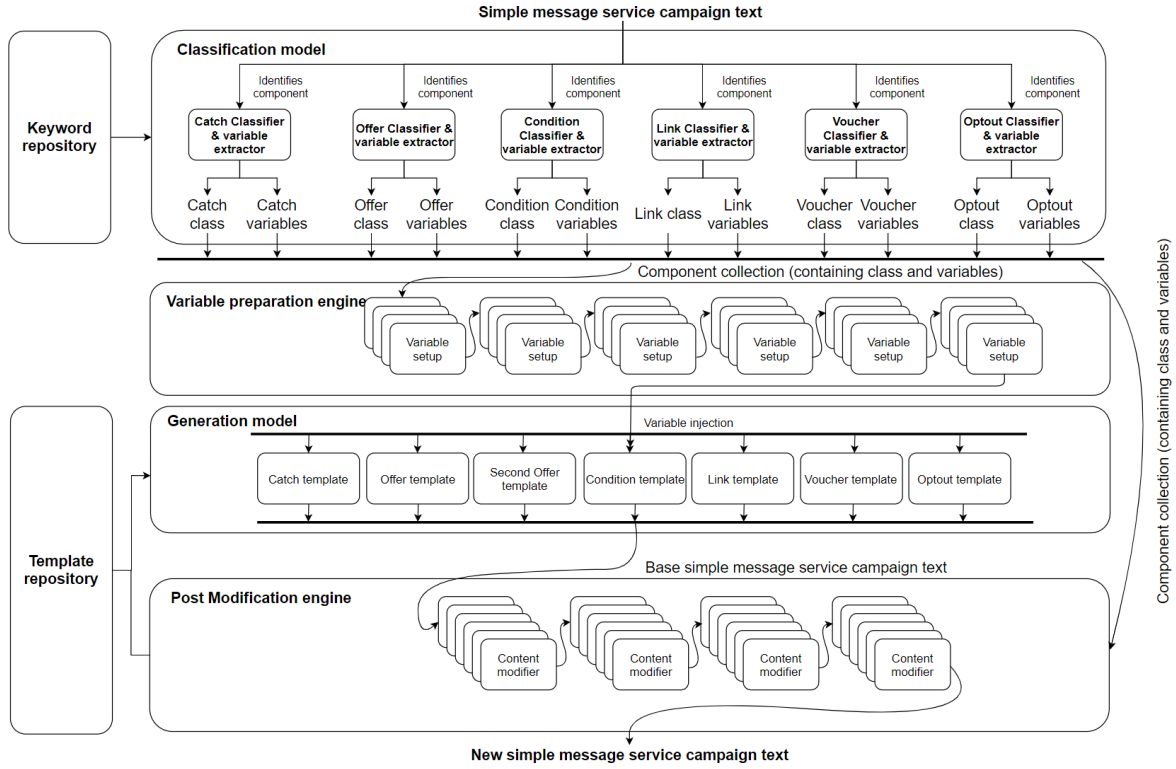 Simple message service campaign text
Classification model
Identifies
component
Identifies
component
Identifies
component
Identifies
component
Identifies
component
Identifies
component
Keyword
repository
Catch Classifier
& variable
extractor
Offer Classifier &
variable extractor
Condition
Classifier &
variable extractor
Link Classifier &
variable extractor
Voucher
Classifier &
variable extractor
Optout Classifier
& variable
extractor
Catch
class
Catch
variables
Offer
class
Offer
variables
Condition
class
Condition
variables
Link class
Link
variables
Voucher
class
Voucher
variables
Optout
class
Optout
variables
Component collection (containing class and variables)
Component collection (containing class and variables)
Variable preparation engine
Variable
setup
Variable
setup
Variable
setup
Variable
setup
Variable
setup
Variable
setup
Template
repository
Generation model
Variable injection
Catch template
Offer template
Second Offer
template
Condition template
Link template
Voucher template
Optout template
Base simple message service campaign text
Post Modification engine
Content
modifier
Content
modifier
Content
modifier
Content
modifier
New simple message service campaign text